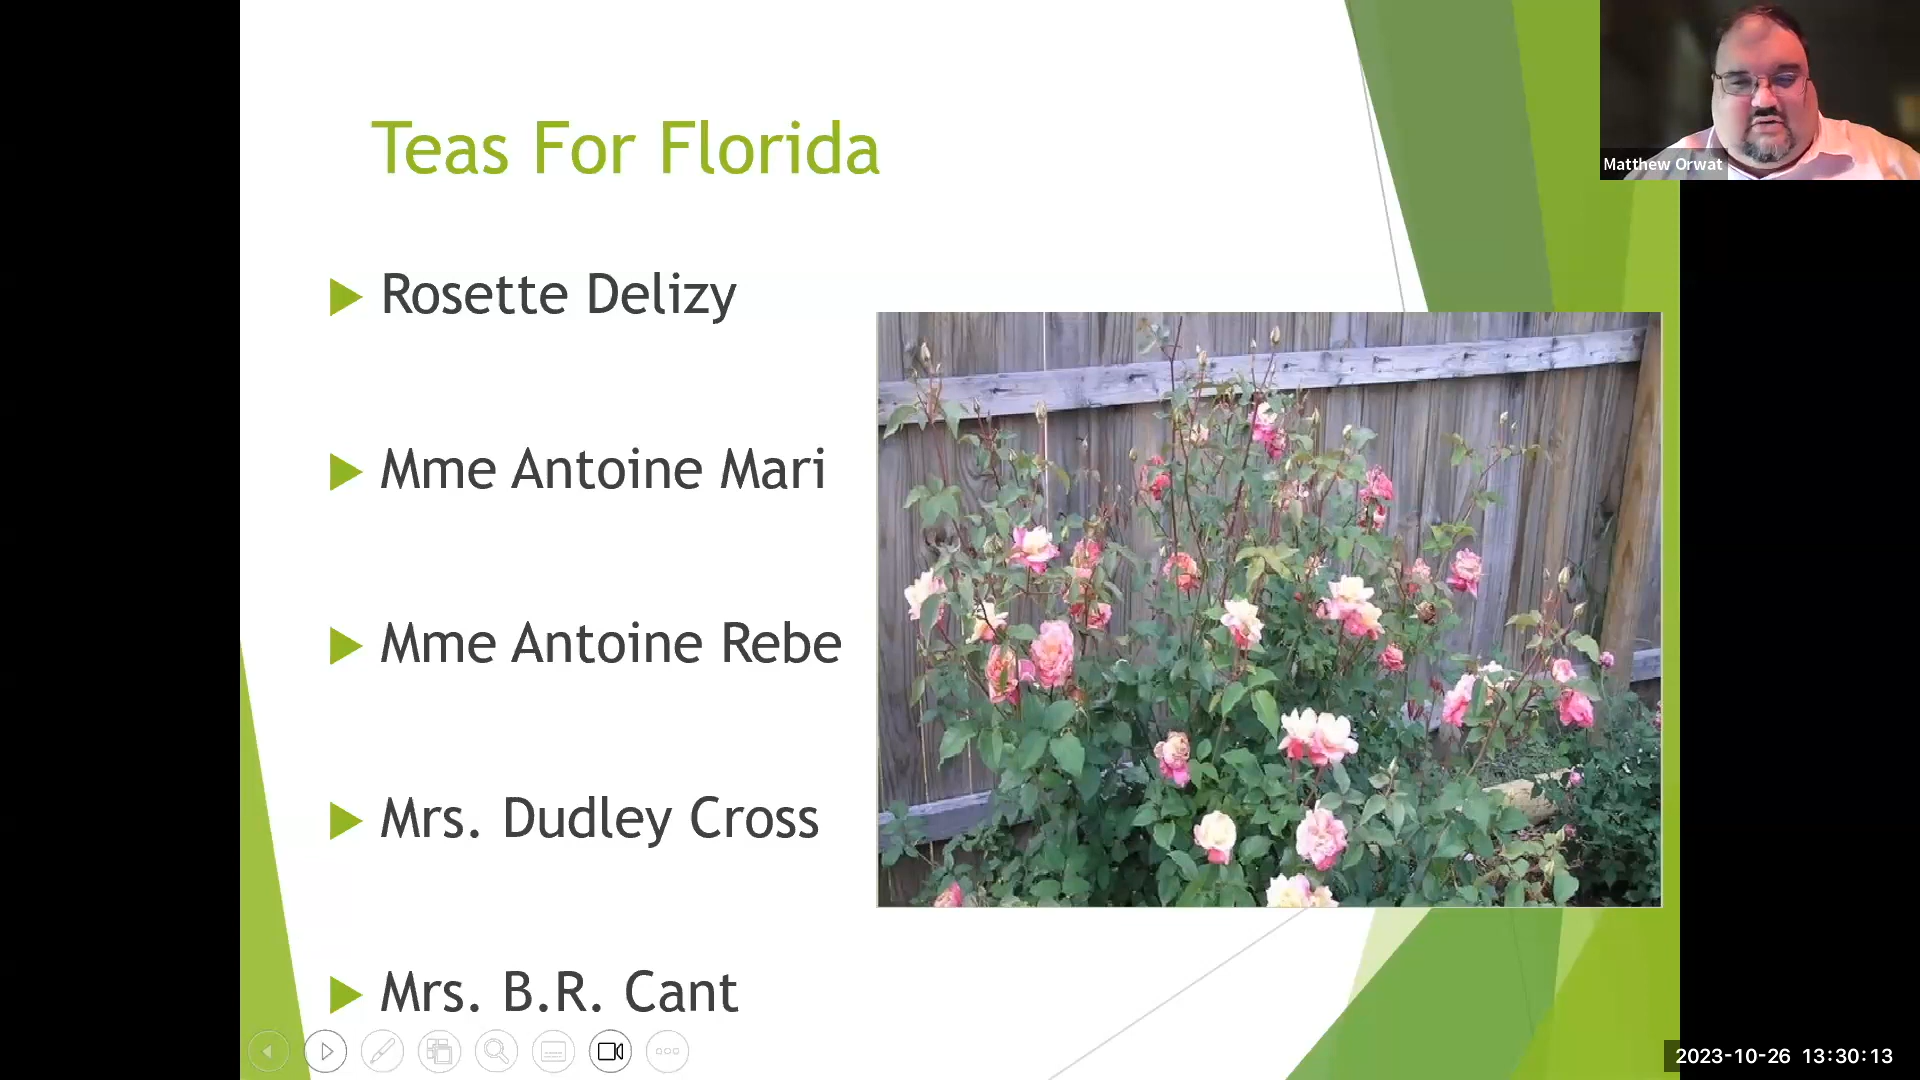 Teas For Florida
Rosette Delizy
Mme Antoine Mari
Mme Antoine Rebe
Mrs. Dudley Cross
Mrs. B.R. Cant
Matthew Orwat
2023-10-26 13:30:13